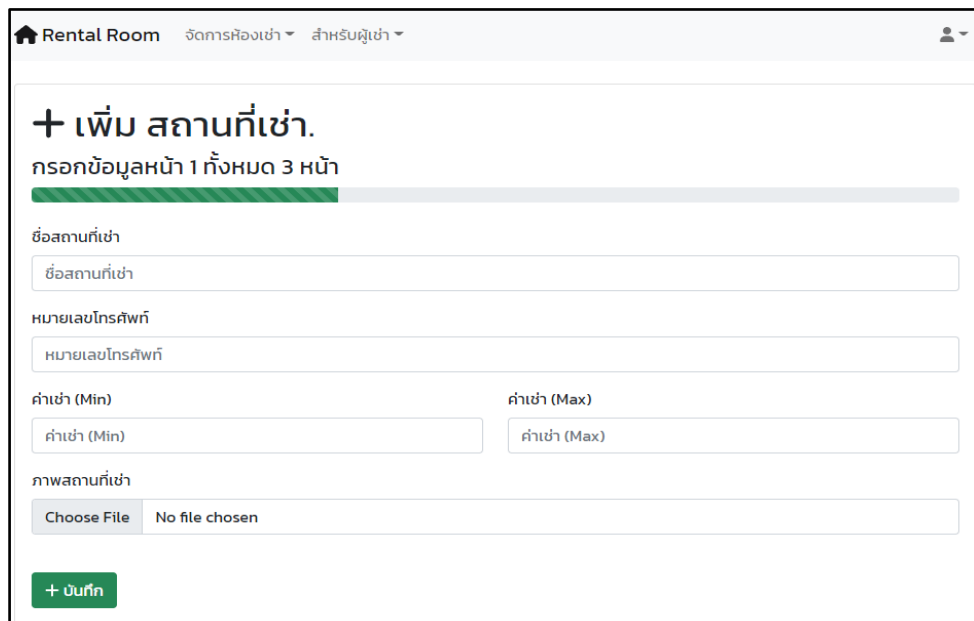 Rental Room จัดการห้องเช่า สำหรับผู้เช่า
+ เพิ่ม สถานที่เช่า.
กรอกข้อมูลหน้า 1 ทั้งหมด 3 หน้า
ชื่อสถานที่เช่า
ชื่อสถานที่เช่า
หมายเลขโทรศัพท์
หมายเลขโทรศัพท์
ค่าเช่า (Min) ค่าเช่า (Max)
ค่าเช่า (Min) ค่าเช่า (Max)
ภาพสถานที่เช่า
Choose File No file chosen
+ บันทึก